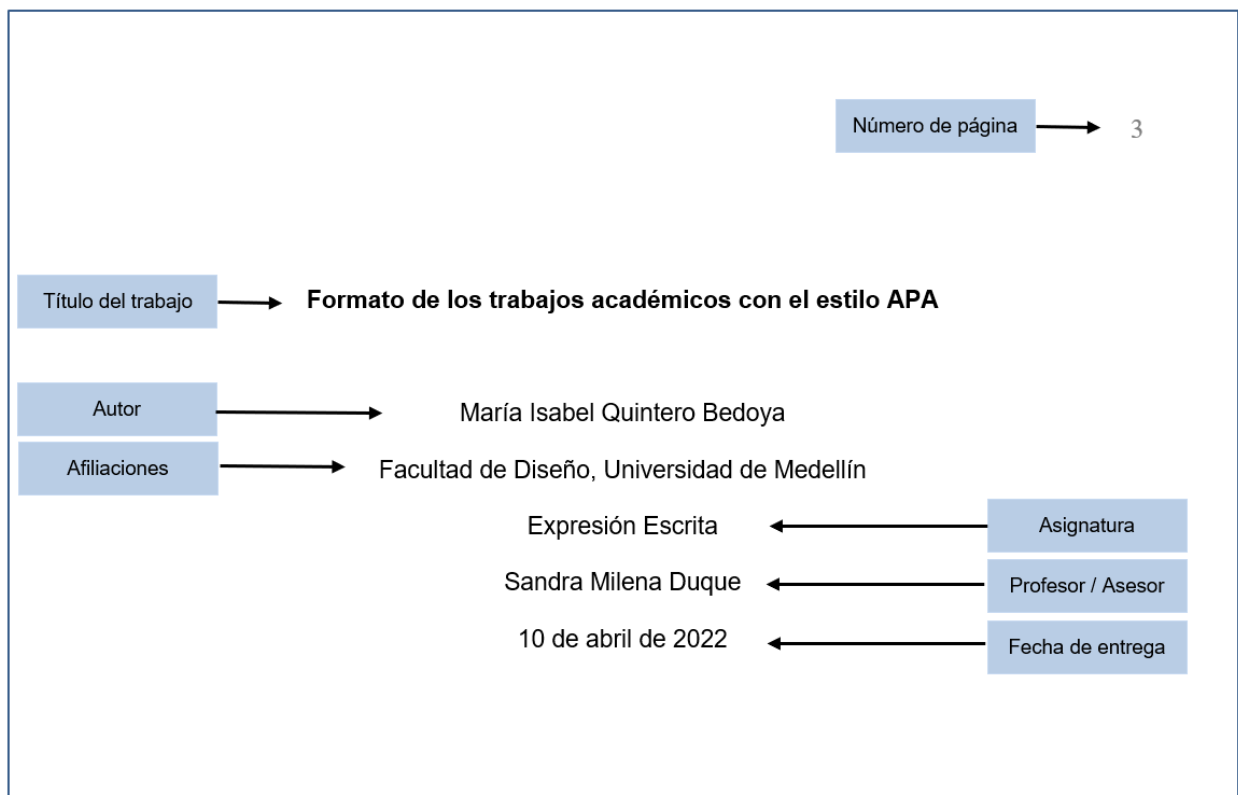 Número de página 3
Título del trabajo Formato de los trabajos académicos con el estilo APA
Autor María Isabel Quintero Bedoya
Afiliaciones Facultad de Diseño, Universidad de Medellín
Expresión Escrita Asignatura
Sandra Milena Duque Profesor / Asesor
10 de abril de 2022 Fecha de entrega